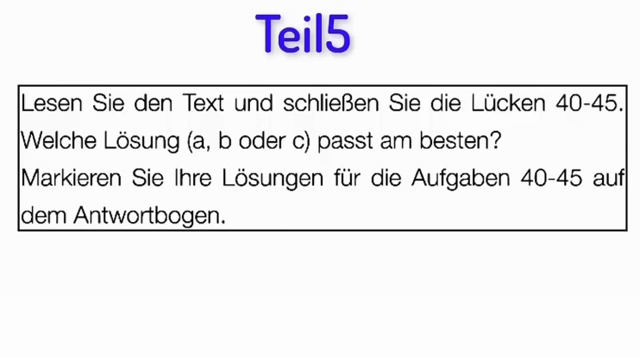 Teil5
Lesen Sie den Text und schließen Sie die Lücken 40-45.
Welche Lösung (a, b oder c) passt am besten?
Markieren Sie Ihre Lösungen für die Aufgaben 40-45 auf
dem Antwortbogen.